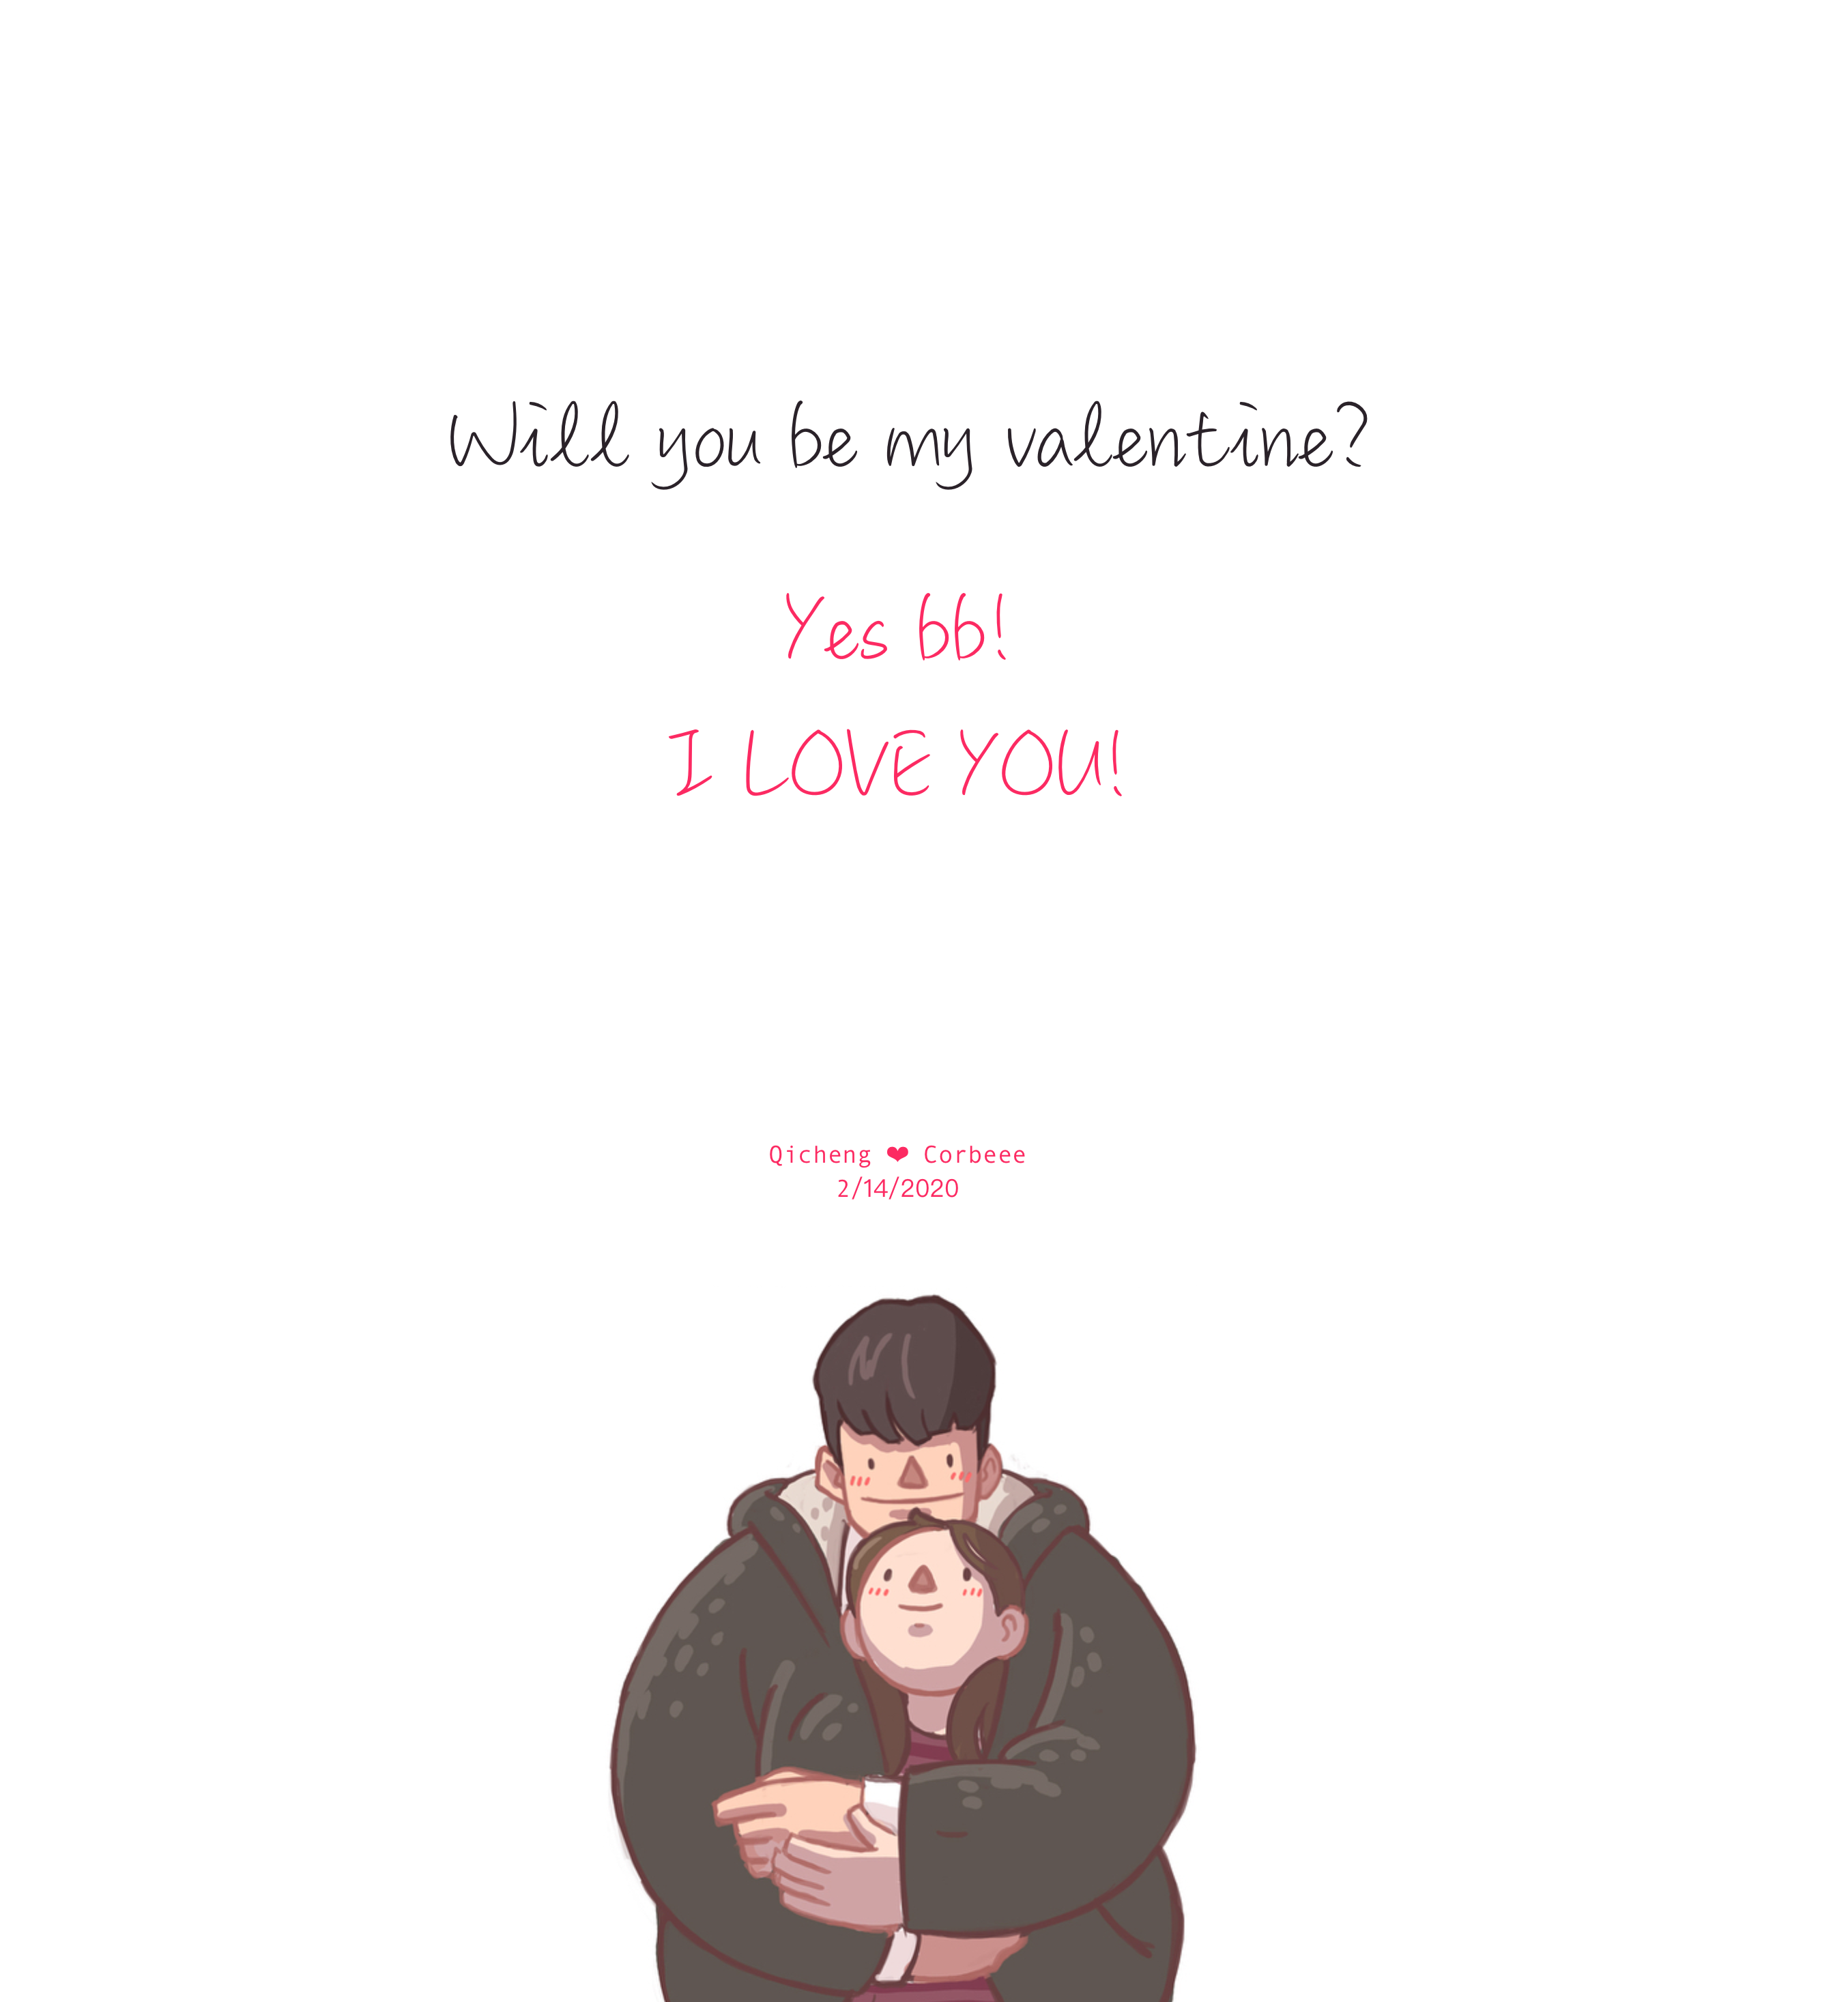 Will you be my valentine?
Yes bb!
I LOVE YOU!
Qicheng ❤ Corbeee
2/14/2020